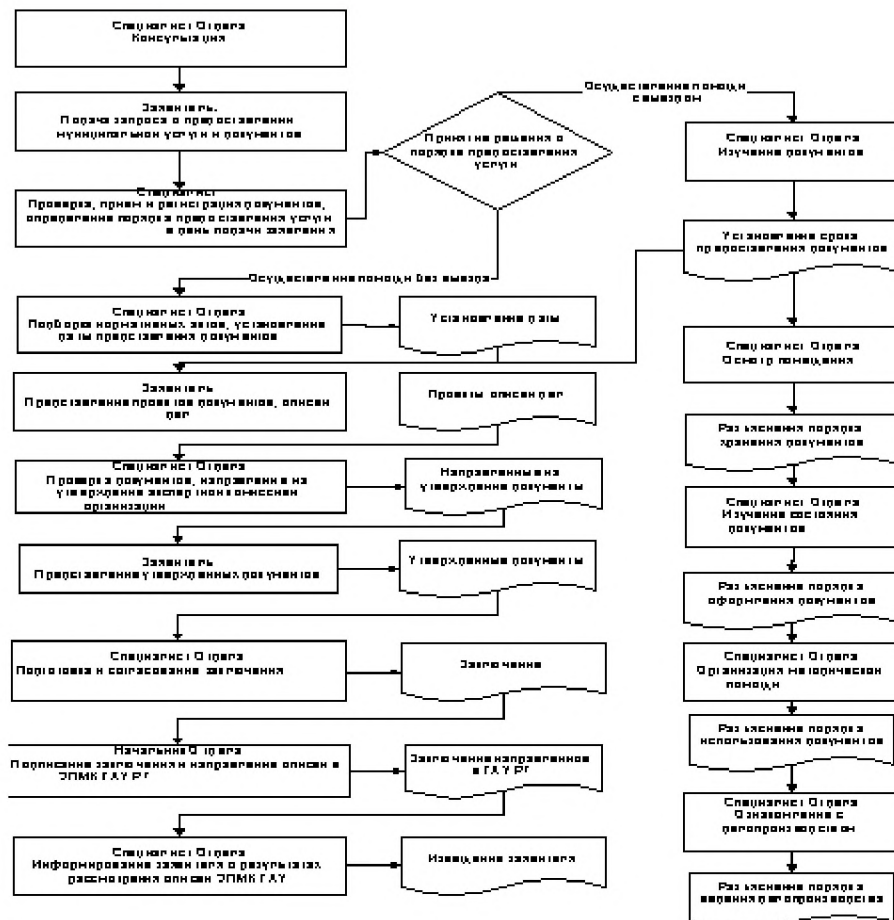 Специалист Отдела
Консультация
Заявитель.
Подача запроса о предоставлении
муниципальной услуги и документов
Специалист
Проверка, прием и регистрация документов,
определение порядка предоставления услуги
в день подачи заявления
Принятие решения о
порядке предоставления
услуги
Осуществление помощи
с выездом
Осуществление помощи без выезда
Специалист Отдела
Подборка нормативных актов, установление
даты представления документов
Установление даты
Заявитель
Представление проектов документов, описей
дел
Проекты описей дел
Специалист Отдела
Проверка документов, направление на
утверждение экспертной комиссией
организации
Направленные на
утверждение документы
Заявитель
Представление утвержденных документов
Утвержденные документы
Специалист Отдела
Подготовка и согласование заключения
Заключение
Начальник Отдела
Подписание заключения и направление описей в
ЭПМК ГАУ РТ
Заключение направленное
в ГАУ РТ
Специалист Отдела
Информирование заявителя о результатах
рассмотрения описей ЭПМК ГАУ
Извещение заявителя
Специалист Отдела
Изучение документов
Установление срока
предоставления документов
Специалист Отдела
Осмотр помещения
Разъяснения порядка
хранения документов
Специалист Отдела
Изучение состояния
документов
Разъяснение порядка
оформления документов
Специалист Отдела
Организация методической
помощи
Разъяснение порядка
использования документов
Специалист Отдела
Ознакомление с
делопроизводством
Разъяснение порядка
ведения делопроизводства